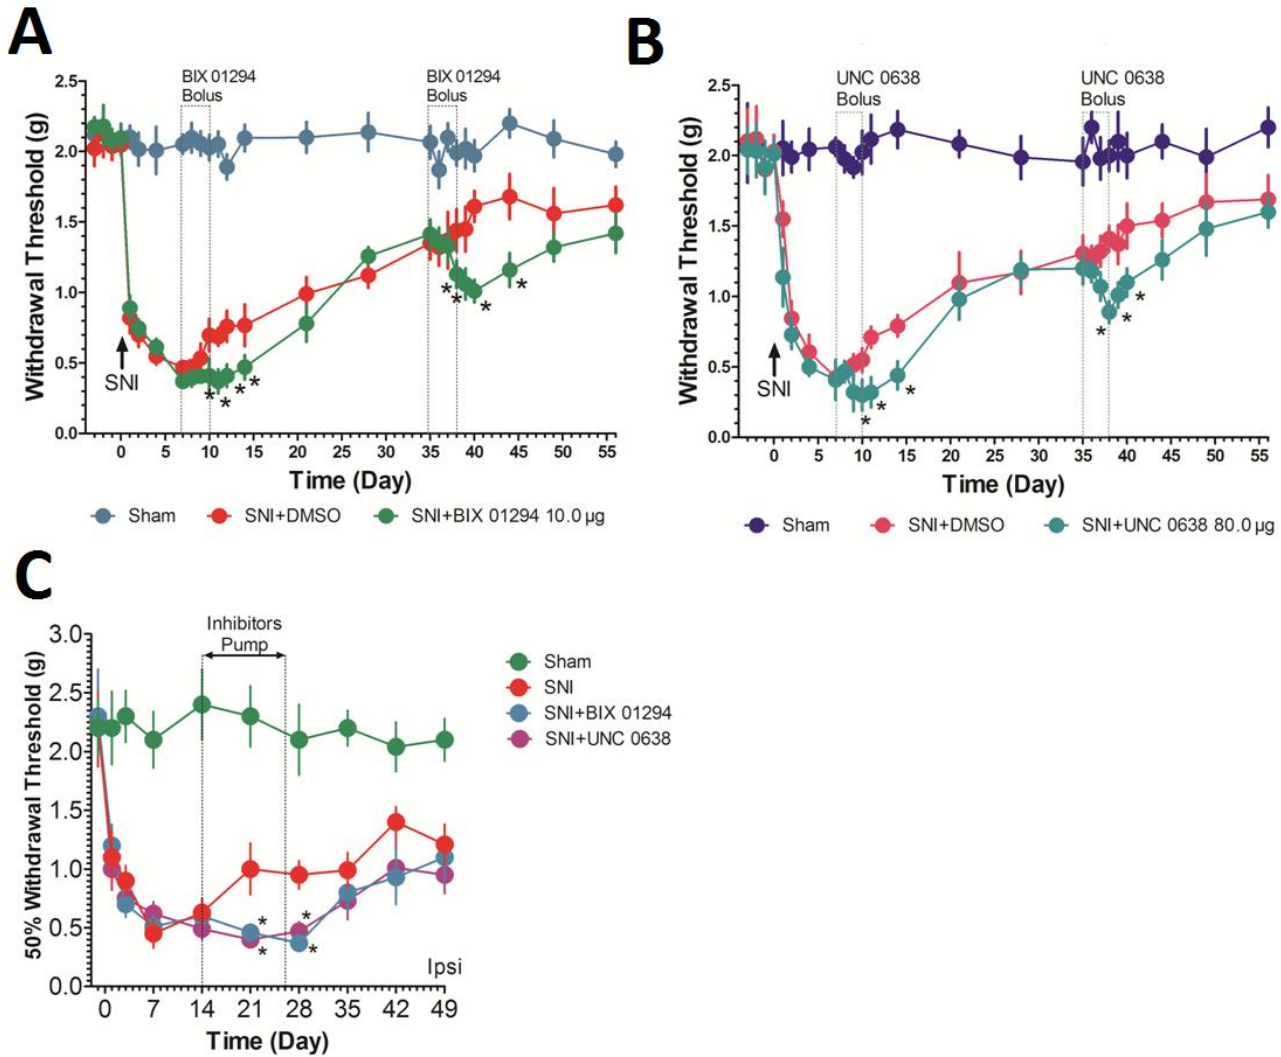 A
BIX 01294
Bolus
BIX 01294
Bolus
Withdrawal Threshold (g)
2.5
2.0
1.5
1.0
0.5
0.0
SNI
* * * *
* * * *
0 5 10 15 20 25 30 35 40 45 50 55
Time (Day)
Sham SNI+DMSO SNI+BIX 01294 10.0 µg
B
UNC 0638
Bolus
UNC 0638
Bolus
Withdrawal Threshold (g)
2.5
2.0
1.5
1.0
0.5
0.0
SNI
* * *
* * *
0 5 10 15 20 25 30 35 40 45 50 55
Time (Day)
Sham SNI+DMSO SNI+UNC 0638 80.0 µg
C
Inhibitors
Pump
50% Withdrawal Threshold (g)
3.0
2.5
2.0
1.5
1.0
0.5
0.0
* *
* *
Ipsi
0 7 14 21 28 35 42 49
Time (Day)
Sham
SNI
SNI+BIX 01294
SNI+UNC 0638